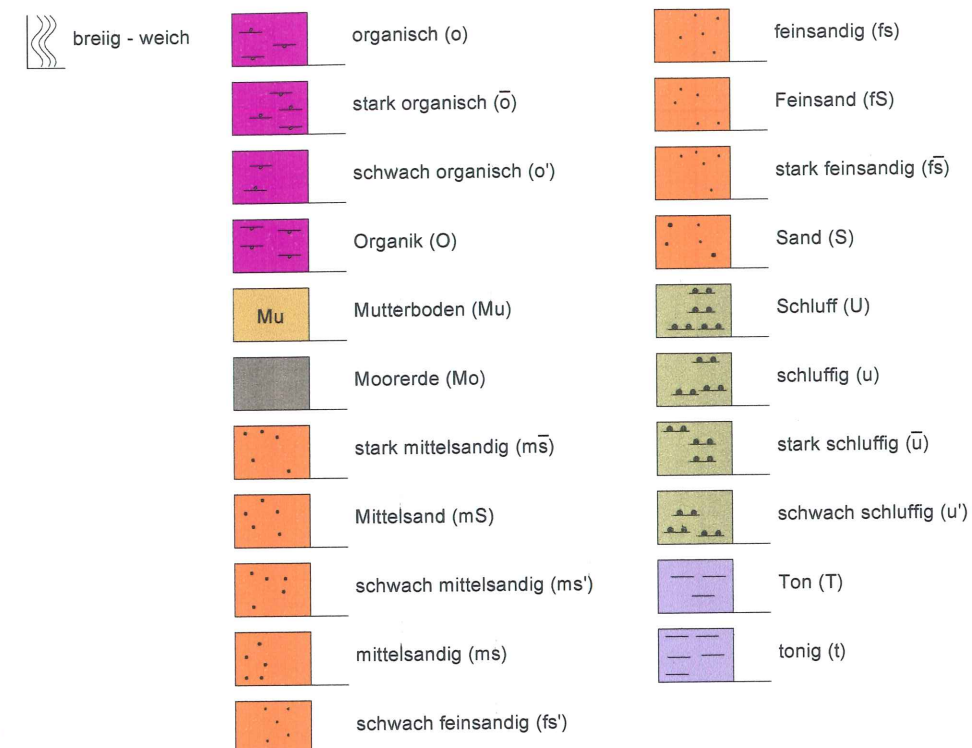 breiig - weich
organisch (o)
stark organisch (o̅)
schwach organisch (o')
Organik (O)
Mu
Mutterboden (Mu)
Moorerde (Mo)
stark mittelsandig (ms̅)
Mittelsand (mS)
schwach mittelsandig (ms')
mittelsandig (ms)
schwach feinsandig (fs')
feinsandig (fs)
Feinsand (fS)
stark feinsandig (fs̅)
Sand (S)
Schluff (U)
schluffig (u)
stark schluffig (u̅)
schwach schluffig (u')
Ton (T)
tonig (t)